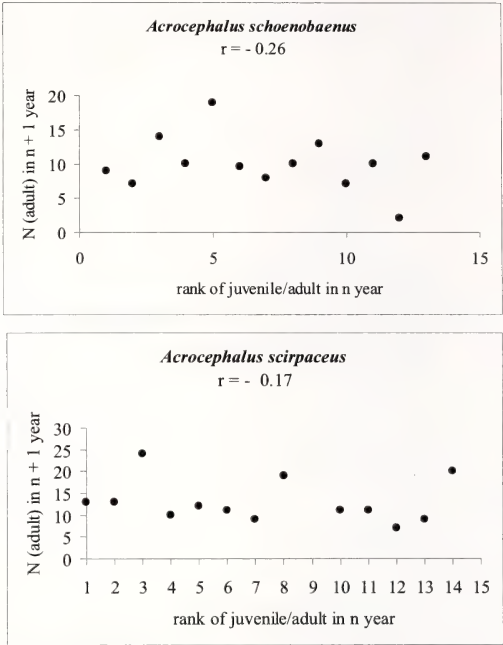 Acrocephalus schoenobaenus
r = - 0.26
N (adult) in n + 1 year
20
15
10
5
0
0 5 10 15
rank of juvenile/adult in n year
Acrocephalus scirpaceus
r = - 0.17
N (adult) in n + 1 year
30
25
20
15
10
5
0
1 2 3 4 5 6 7 8 9 10 11 12 13 14 15
rank of juvenile/adult in n year